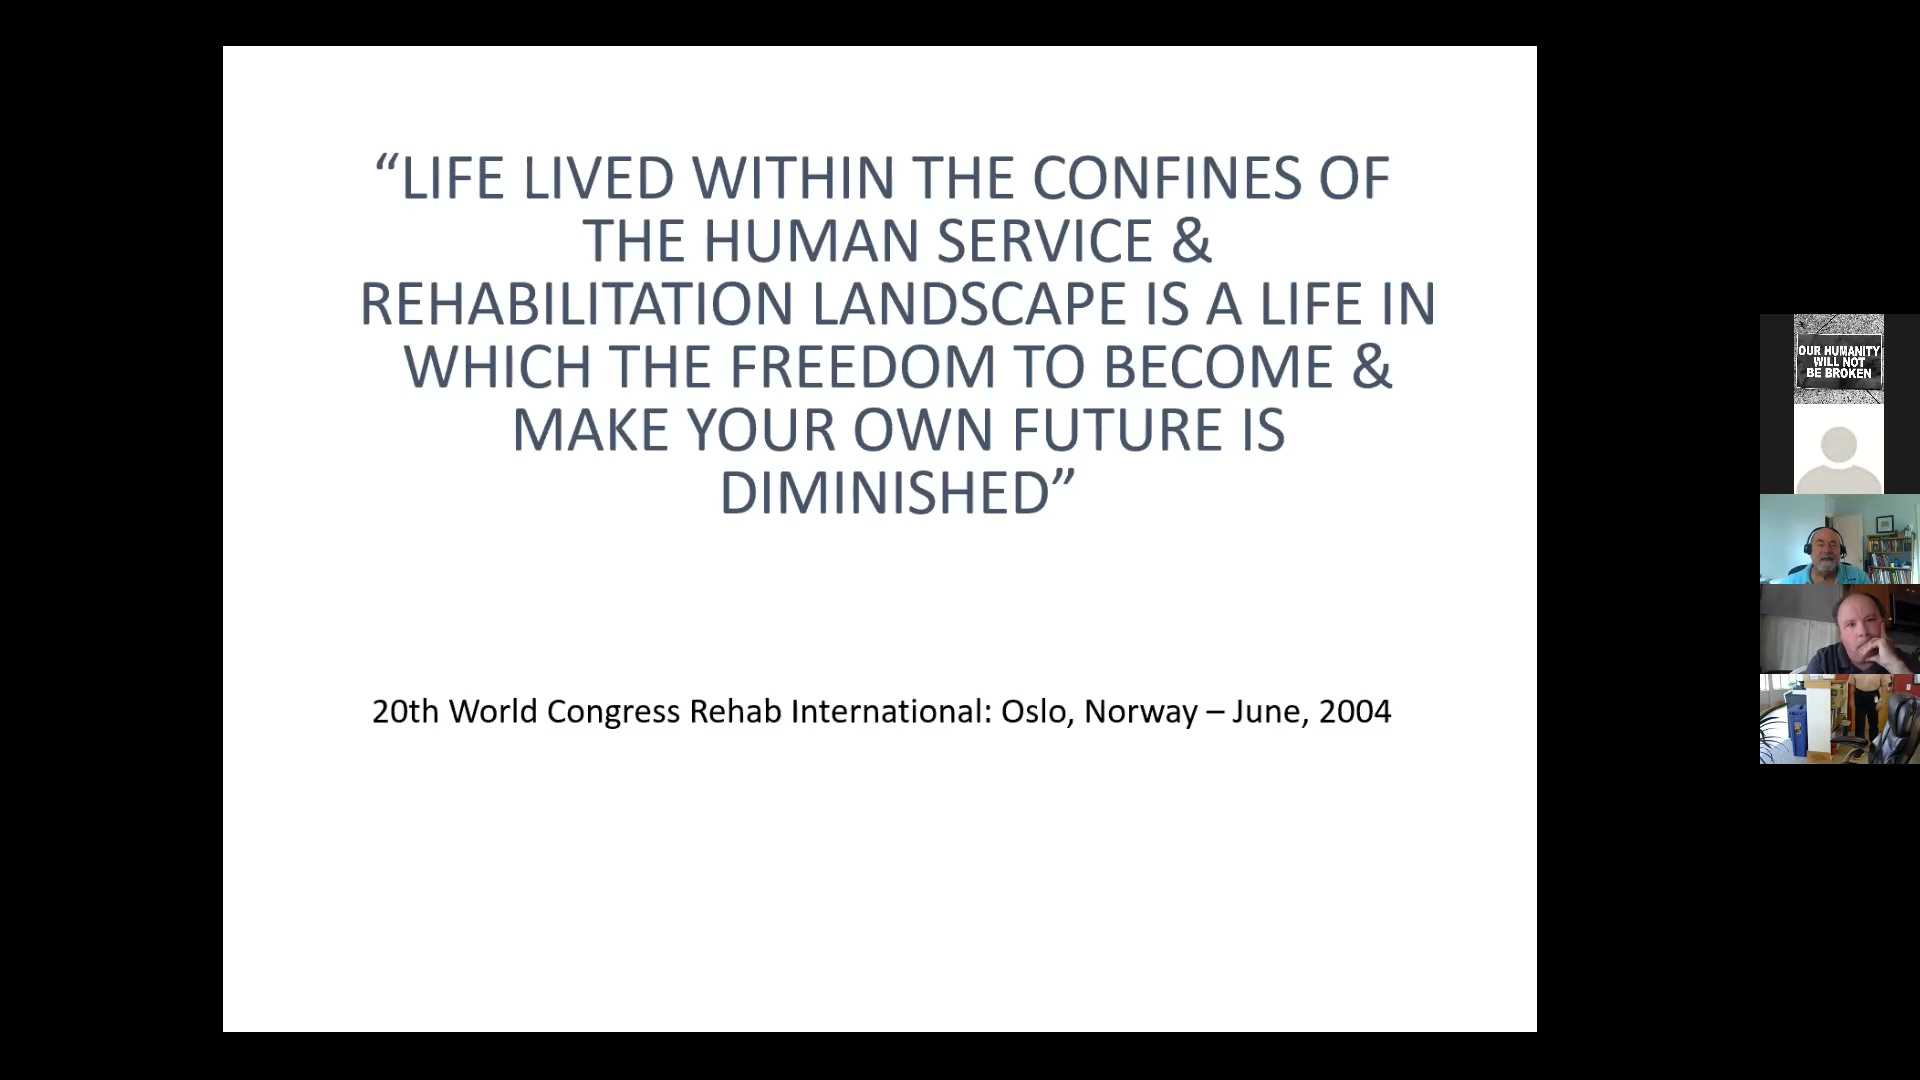 “LIFE LIVED WITHIN THE CONFINES OF
THE HUMAN SERVICE &
REHABILITATION LANDSCAPE IS A LIFE IN
WHICH THE FREEDOM TO BECOME &
MAKE YOUR OWN FUTURE IS
DIMINISHED”
20th World Congress Rehab International: Oslo, Norway – June, 2004
OUR HUMANITY
WILL NOT
BE BROKEN